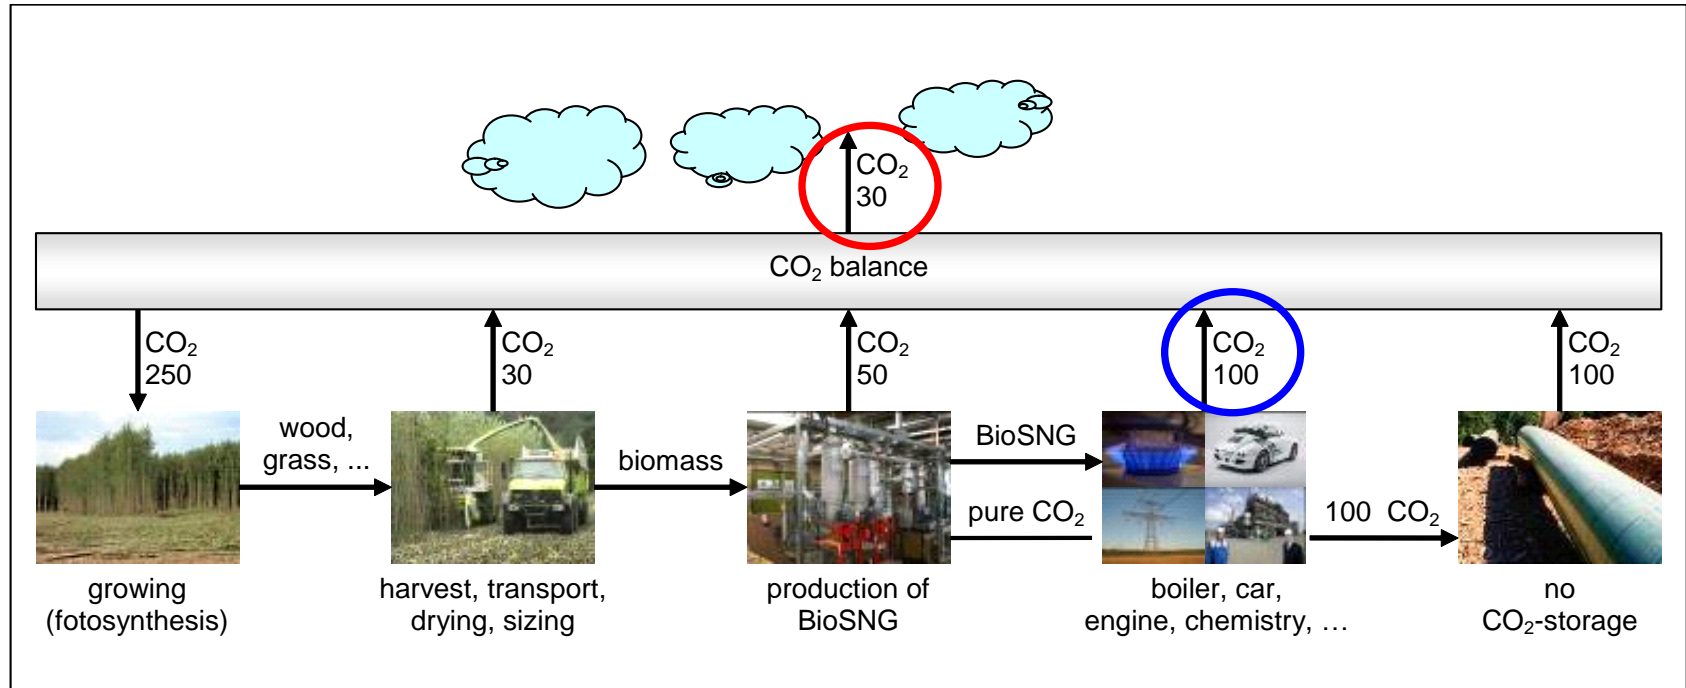 CO₂
30
CO₂ balance
CO₂
250
CO₂
30
CO₂
50
CO₂
100
CO₂
100
wood,
grass, ...
biomass
BioSNG
pure CO₂
100 CO₂
growing
(fotosynthesis)
harvest, transport,
drying, sizing
production of
BioSNG
boiler, car,
engine, chemistry, …
no
CO₂-storage